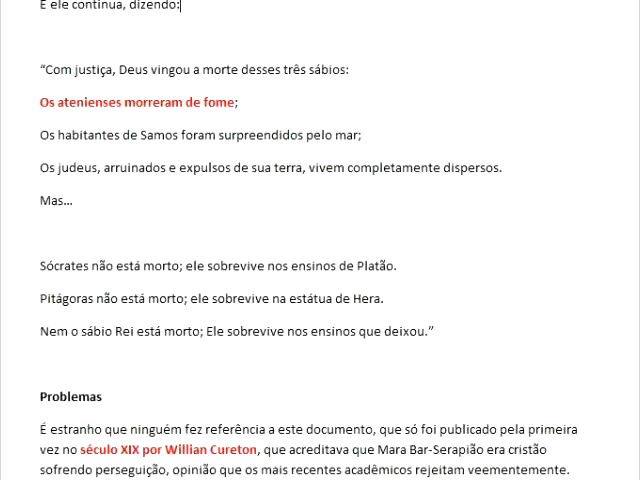 E ele continua, dizendo:
“Com justiça, Deus vingou a morte desses três sábios:
Os atenienses morreram de fome;
Os habitantes de Samos foram surpreendidos pelo mar;
Os judeus, arruinados e expulsos de sua terra, vivem completamente dispersos.
Mas...
Sócrates não está morto; ele sobrevive nos ensinos de Platão.
Pitágoras não está morto; ele sobrevive na estátua de Hera.
Nem o sábio Rei está morto; Ele sobrevive nos ensinos que deixou.”
Problemas
É estranho que ninguém fez referência a este documento, que só foi publicado pela primeira
vez no século XIX por Willian Cureton, que acreditava que Mara Bar-Serapião era cristão
sofrendo perseguição, opinião que os mais recentes acadêmicos rejeitam veementemente.